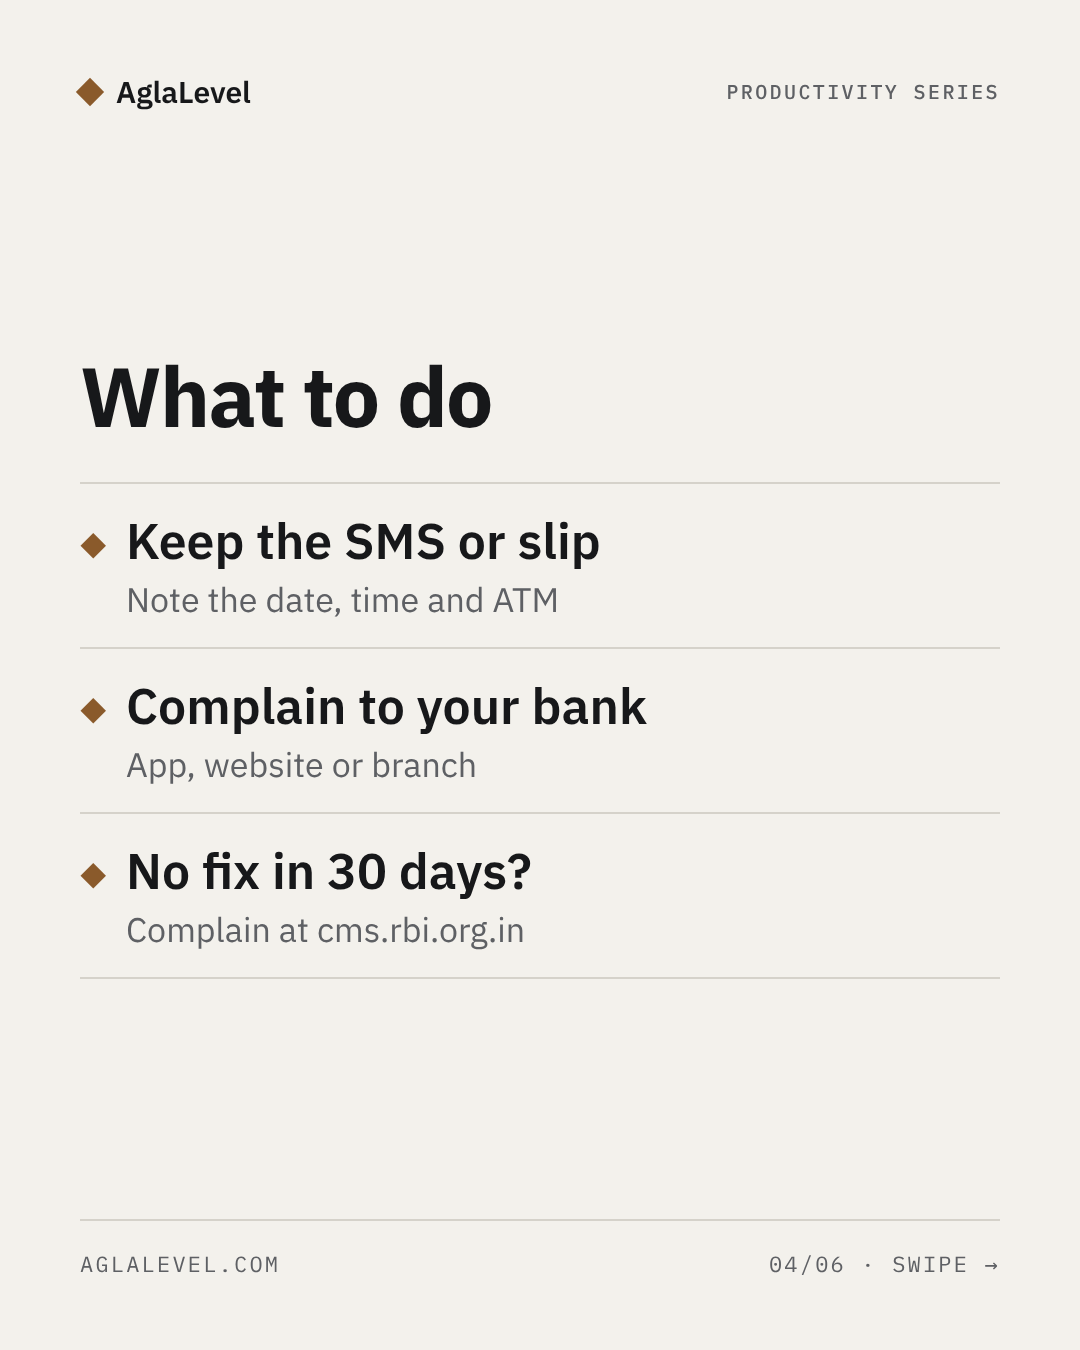 AglaLevel
PRODUCTIVITY SERIES
What to do
Keep the SMS or slip
Note the date, time and ATM
Complain to your bank
App, website or branch
No fix in 30 days?
Complain at cms.rbi.org.in
AGLALEVEL.COM
04/06 · SWIPE →